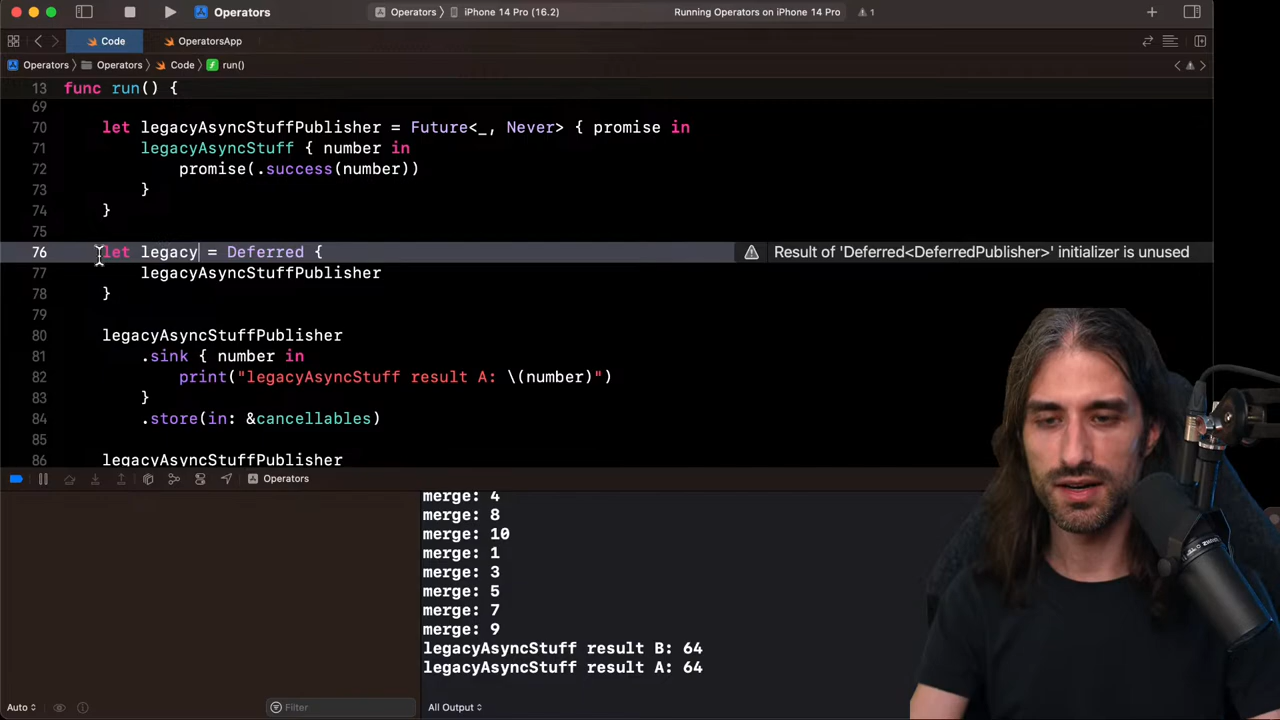 Operators
Operators
iPhone 14 Pro (16.2)
Running Operators on iPhone 14 Pro
1
Code
OperatorsApp
Operators
Operators
Code
run()
13 func run() {
69
70 let legacyAsyncStuffPublisher = Future<_, Never> { promise in
71 legacyAsyncStuff { number in
72 promise(.success(number))
73 }
74 }
75
76 let legacy = Deferred {
Result of 'Deferred<DeferredPublisher>' initializer is unused
77 legacyAsyncStuffPublisher
78 }
79
80 legacyAsyncStuffPublisher
81 .sink { number in
82 print("legacyAsyncStuff result A: \(number)")
83 }
84 .store(in: &cancellables)
85
86 legacyAsyncStuffPublisher
Operators
merge: 4
merge: 8
merge: 10
merge: 1
merge: 3
merge: 5
merge: 7
merge: 9
legacyAsyncStuff result B: 64
legacyAsyncStuff result A: 64
Auto
Filter
All Output